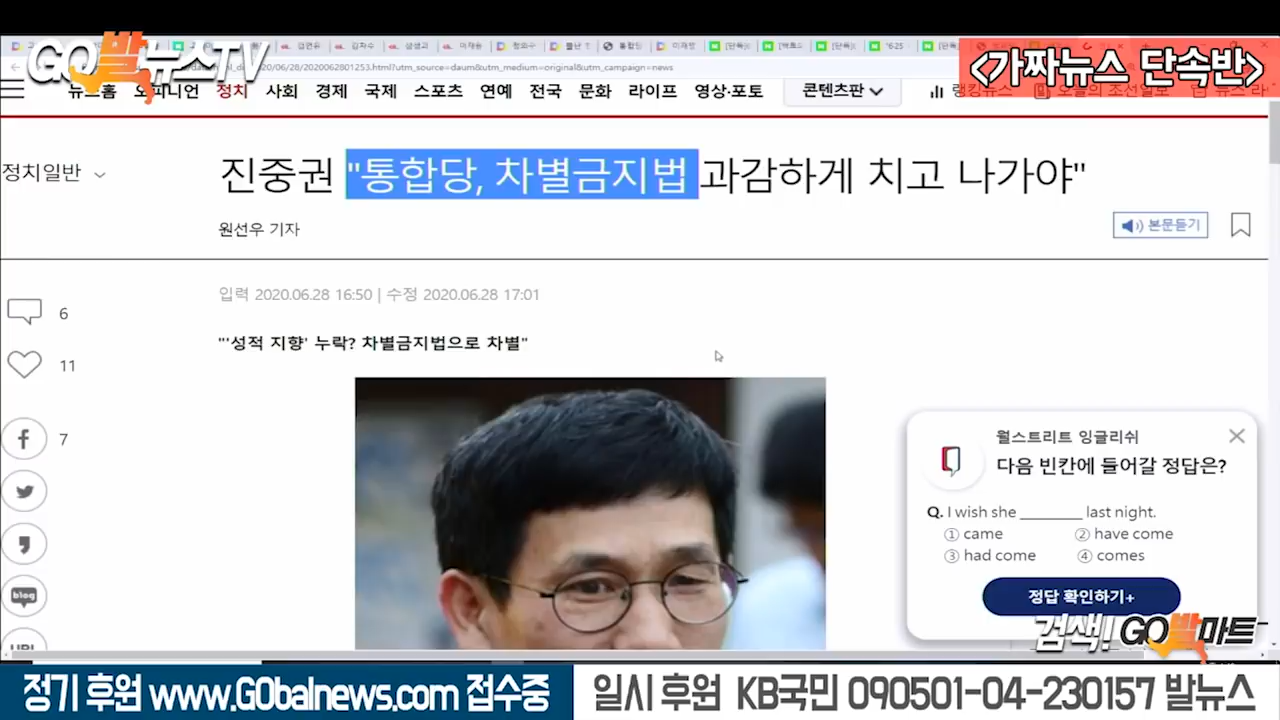 GO발뉴스TV
<가짜뉴스 단속반>
뉴스홈 오피니언 정치 사회 경제 국제 스포츠 연예 전국 문화 라이프 영상·포토 콘텐츠판 랭킹뉴스
정치일반
진중권 "통합당, 차별금지법 과감하게 치고 나가야"
원선우 기자
본문듣기
입력 2020.06.28 16:50 | 수정 2020.06.28 17:01
6
"'성적 지향' 누락? 차별금지법으로 차별"
11
7
blog
월스트리트 잉글리쉬
다음 빈칸에 들어갈 정답은?
Q. I wish she ________ last night.
① came ② have come
③ had come ④ comes
정답 확인하기+
검색! GO발마트
정기 후원 www.GObalnews.com 접수중
일시 후원 KB국민 090501-04-230157 발뉴스